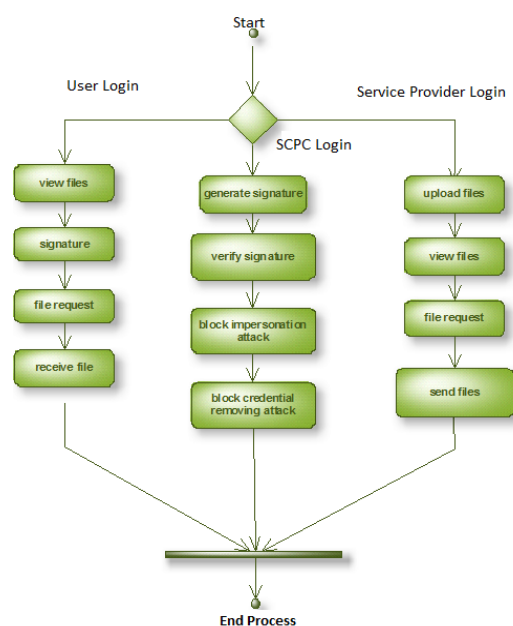 Start
User Login
Service Provider Login
SCPC Login
view files
signature
file request
receive file
generate signature
verify signature
block impersonation
attack
block credential
removing attack
upload files
view files
file request
send files
End Process